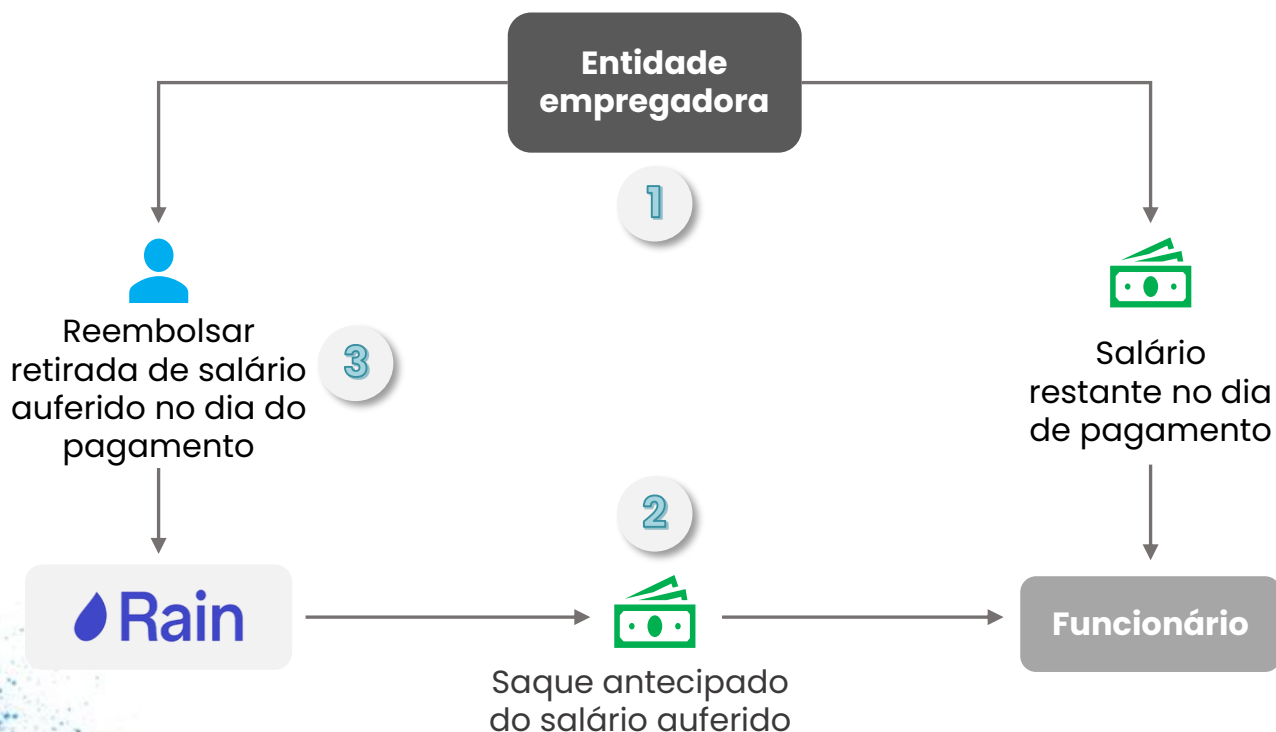 Entidade
empregadora
1
Reembolsar
retirada de salário
auferido no dia do
pagamento
3
Salário
restante no dia
de pagamento
2
Rain
Saque antecipado
do salário auferido
Funcionário